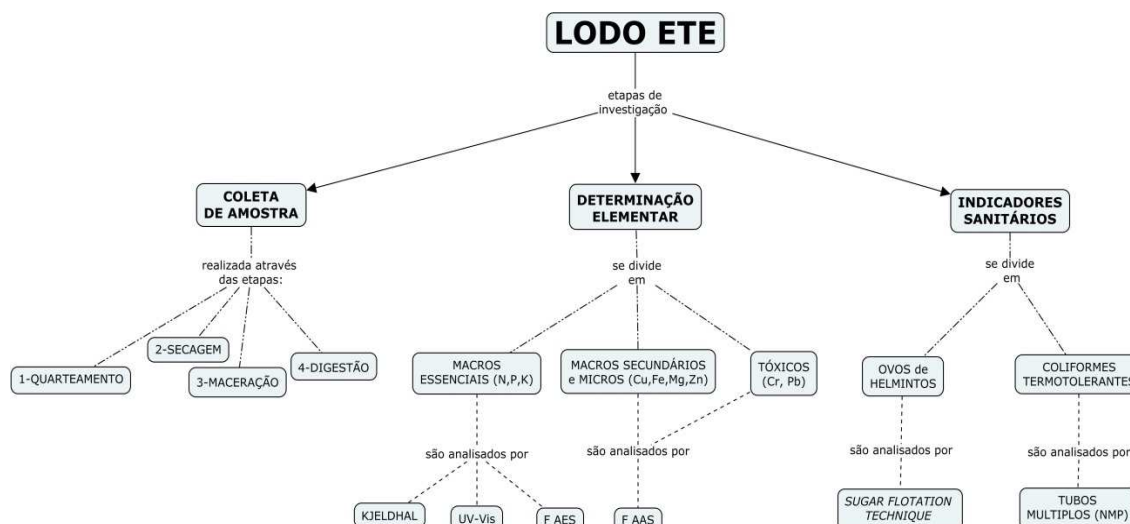 LODO ETE
etapas de
investigação
COLETA
DE AMOSTRA
DETERMINAÇÃO
ELEMENTAR
INDICADORES
SANITÁRIOS
realizada através
das etapas:
se divide
em
se divide
em
1-QUARTEAMENTO
2-SECAGEM
3-MACERAÇÃO
4-DIGESTÃO
MACROS
ESSENCIAIS (N,P,K)
MACROS SECUNDÁRIOS
e MICROS (Cu,Fe,Mg,Zn)
TÓXICOS
(Cr, Pb)
OVOS de
HELMINTOS
COLIFORMES
TERMOTOLERANTES
são analisados por
são analisados por
são analisados por
são analisados por
KJELDHAL
UV-Vis
F AES
F AAS
SUGAR FLOTATION
TECHNIQUE
TUBOS
MULTIPLOS (NMP)